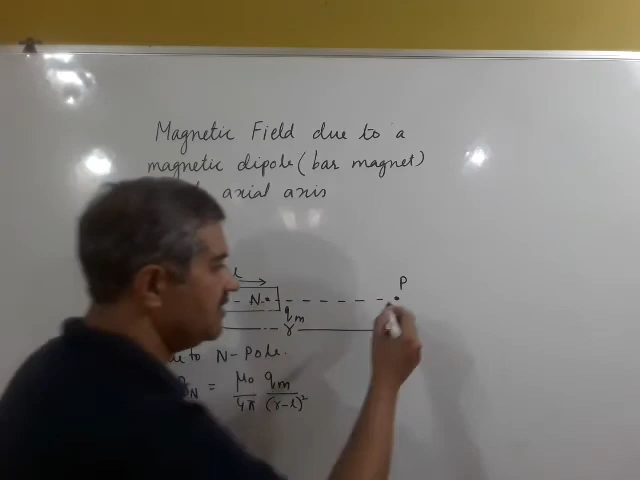 Magnetic Field due to a
magnetic dipole (bar magnet)
axial axis
l
P
N
qm
r
to N-Pole.
N = μ0/4π qm/(r-l)²